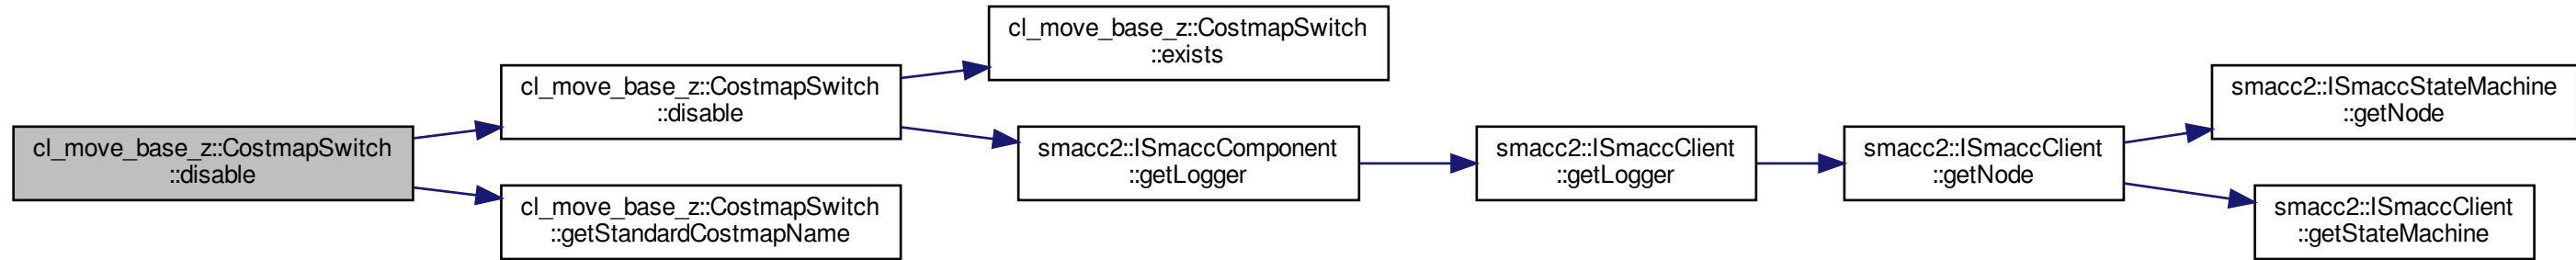 cl_move_base_z::CostmapSwitch
::disable
cl_move_base_z::CostmapSwitch
::disable
cl_move_base_z::CostmapSwitch
::getStandardCostmapName
cl_move_base_z::CostmapSwitch
::exists
smacc2::ISmaccComponent
::getLogger
smacc2::ISmaccClient
::getLogger
smacc2::ISmaccClient
::getNode
smacc2::ISmaccStateMachine
::getNode
smacc2::ISmaccClient
::getStateMachine